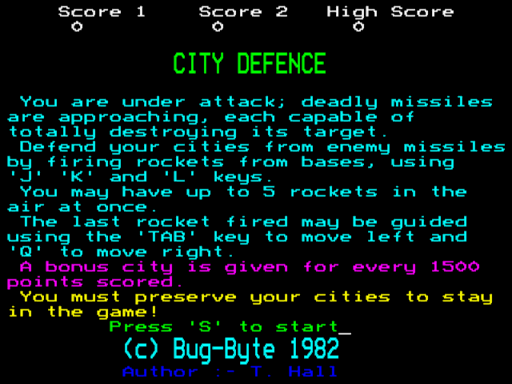 Score 1 Score 2 High Score
0 0 0
CITY DEFENCE
You are under attack; deadly missiles
are approaching, each capable of
totally destroying its target.
Defend your cities from enemy missiles
by firing rockets from bases, using
'J' 'K' and 'L' keys.
You may have up to 5 rockets in the
air at once.
The last rocket fired may be guided
using the 'TAB' key to move left and
'Q' to move right.
A bonus city is given for every 1500
points scored.
You must preserve your cities to stay
in the game!
Press 'S' to start_
(c) Bug-Byte 1982
Author :- T. Hall